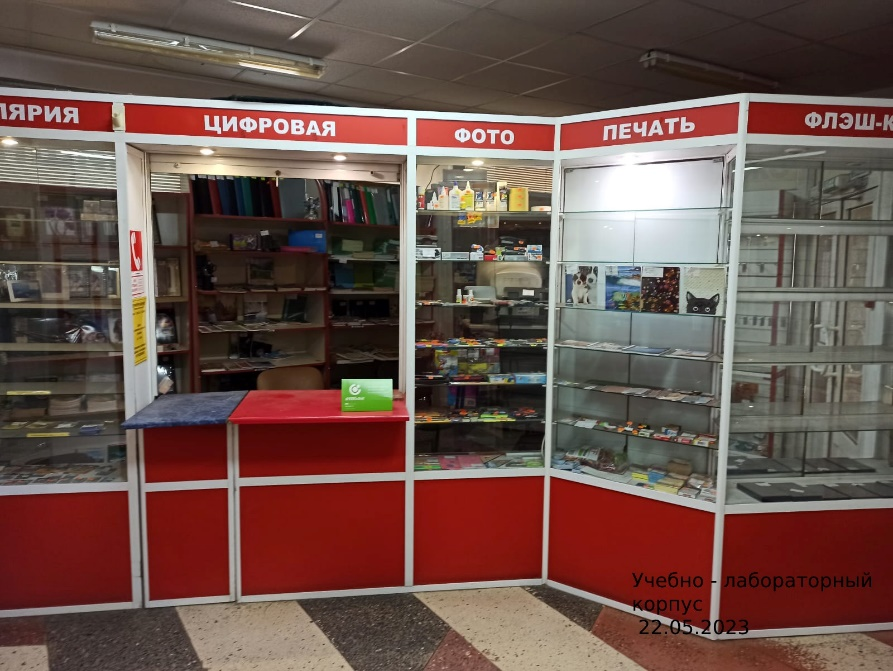 ЛЯРИЯ
ЦИФРОВАЯ
ФОТО
ПЕЧАТЬ
ФЛЭШ-К
Учебно - лабораторный
корпус
22.05.2023